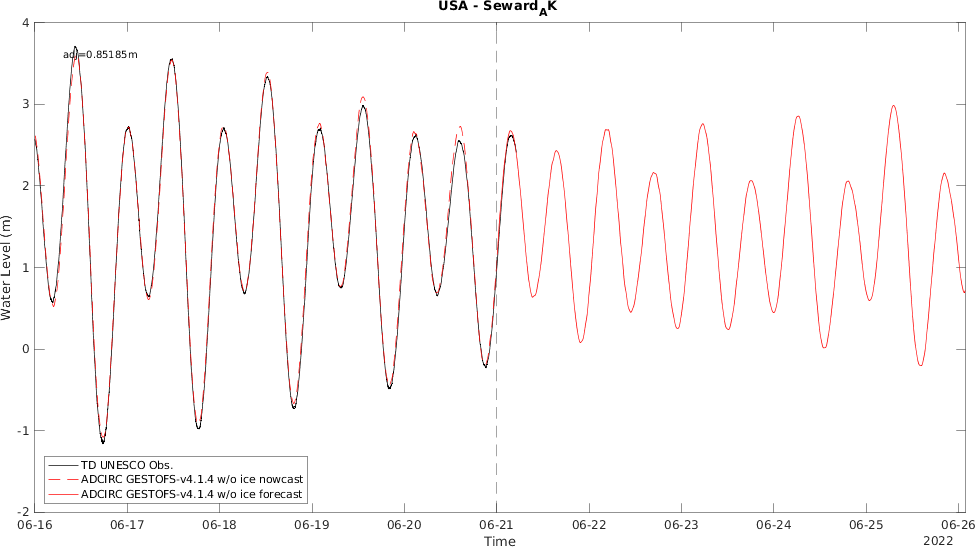 USA - Seward_AK
adj=0.85185m
4
3
2
1
0
-1
-2
Water Level (m)
TD UNESCO Obs.
ADCIRC GESTOFS-v4.1.4 w/o ice nowcast
ADCIRC GESTOFS-v4.1.4 w/o ice forecast
06-16 06-17 06-18 06-19 06-20 06-21 06-22 06-23 06-24 06-25 06-26
Time
2022